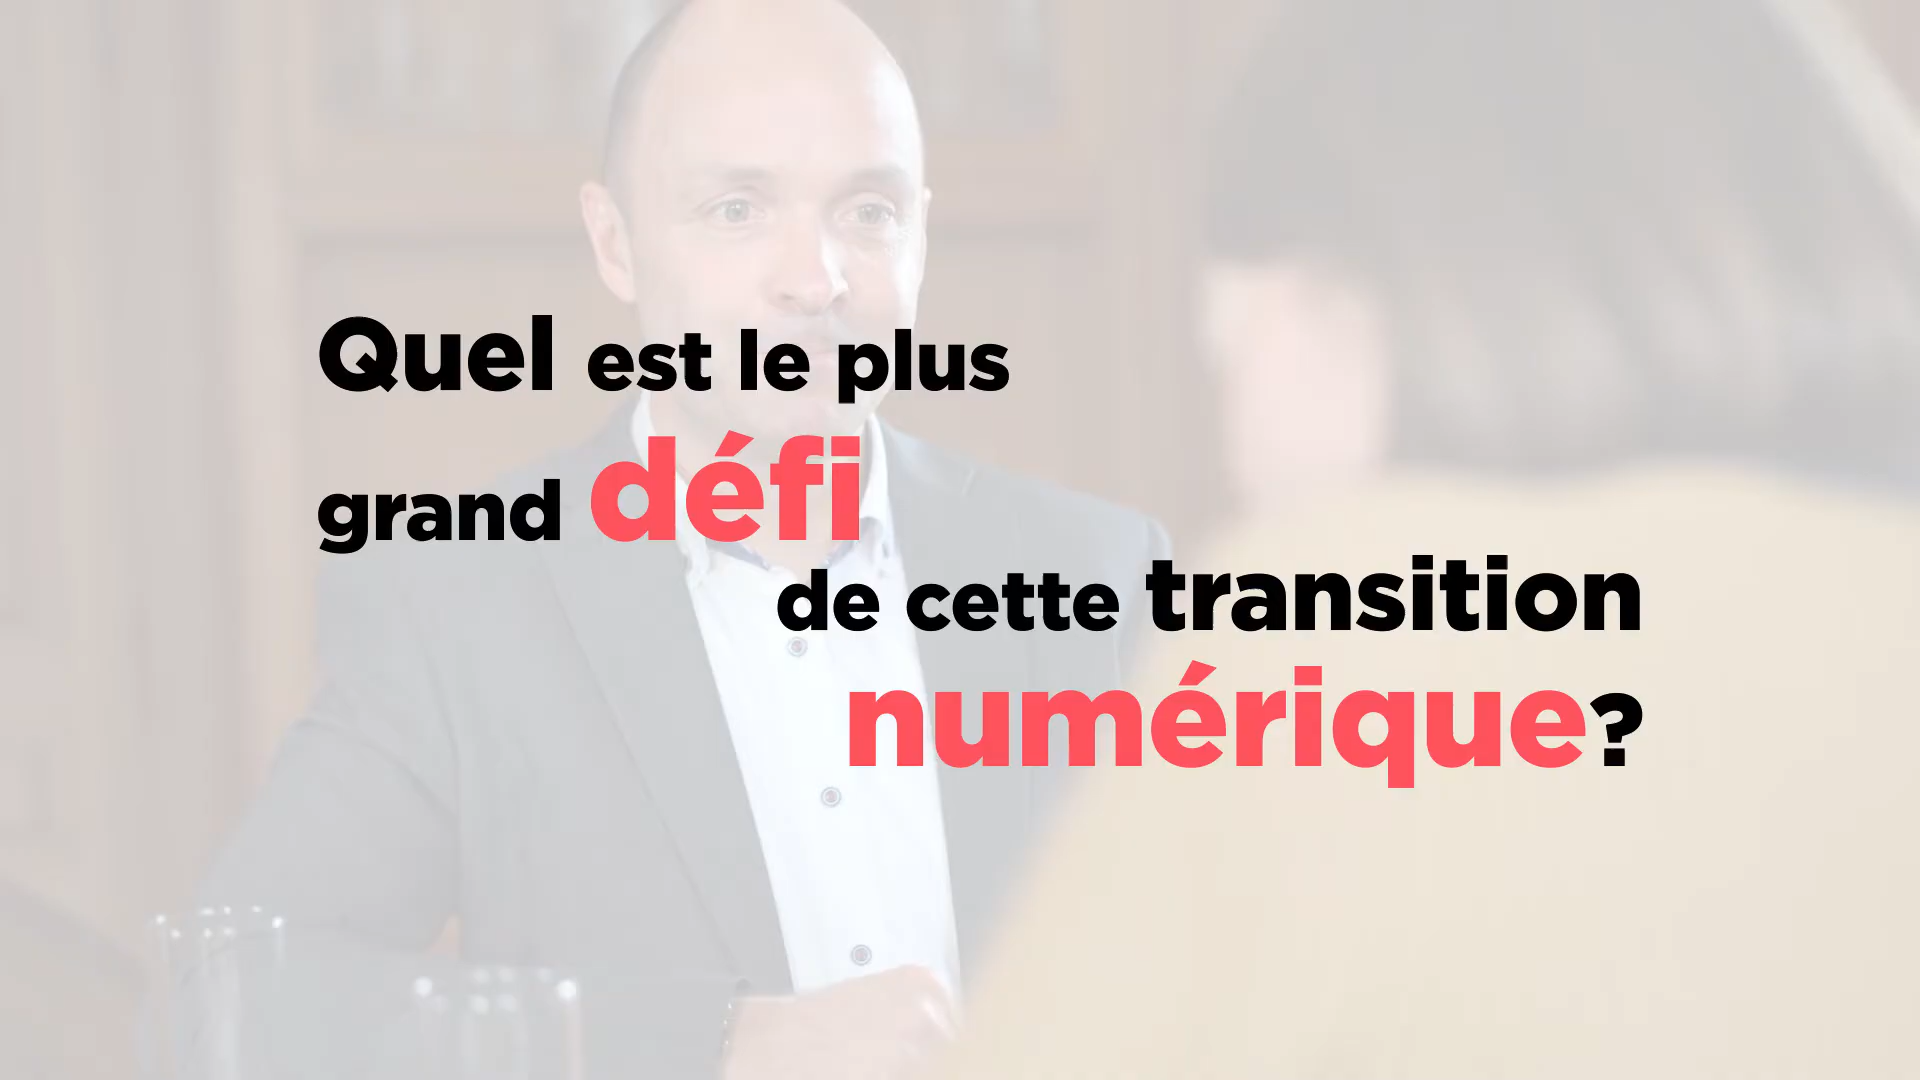 Quel est le plus
grand défi
de cette transition
numérique?